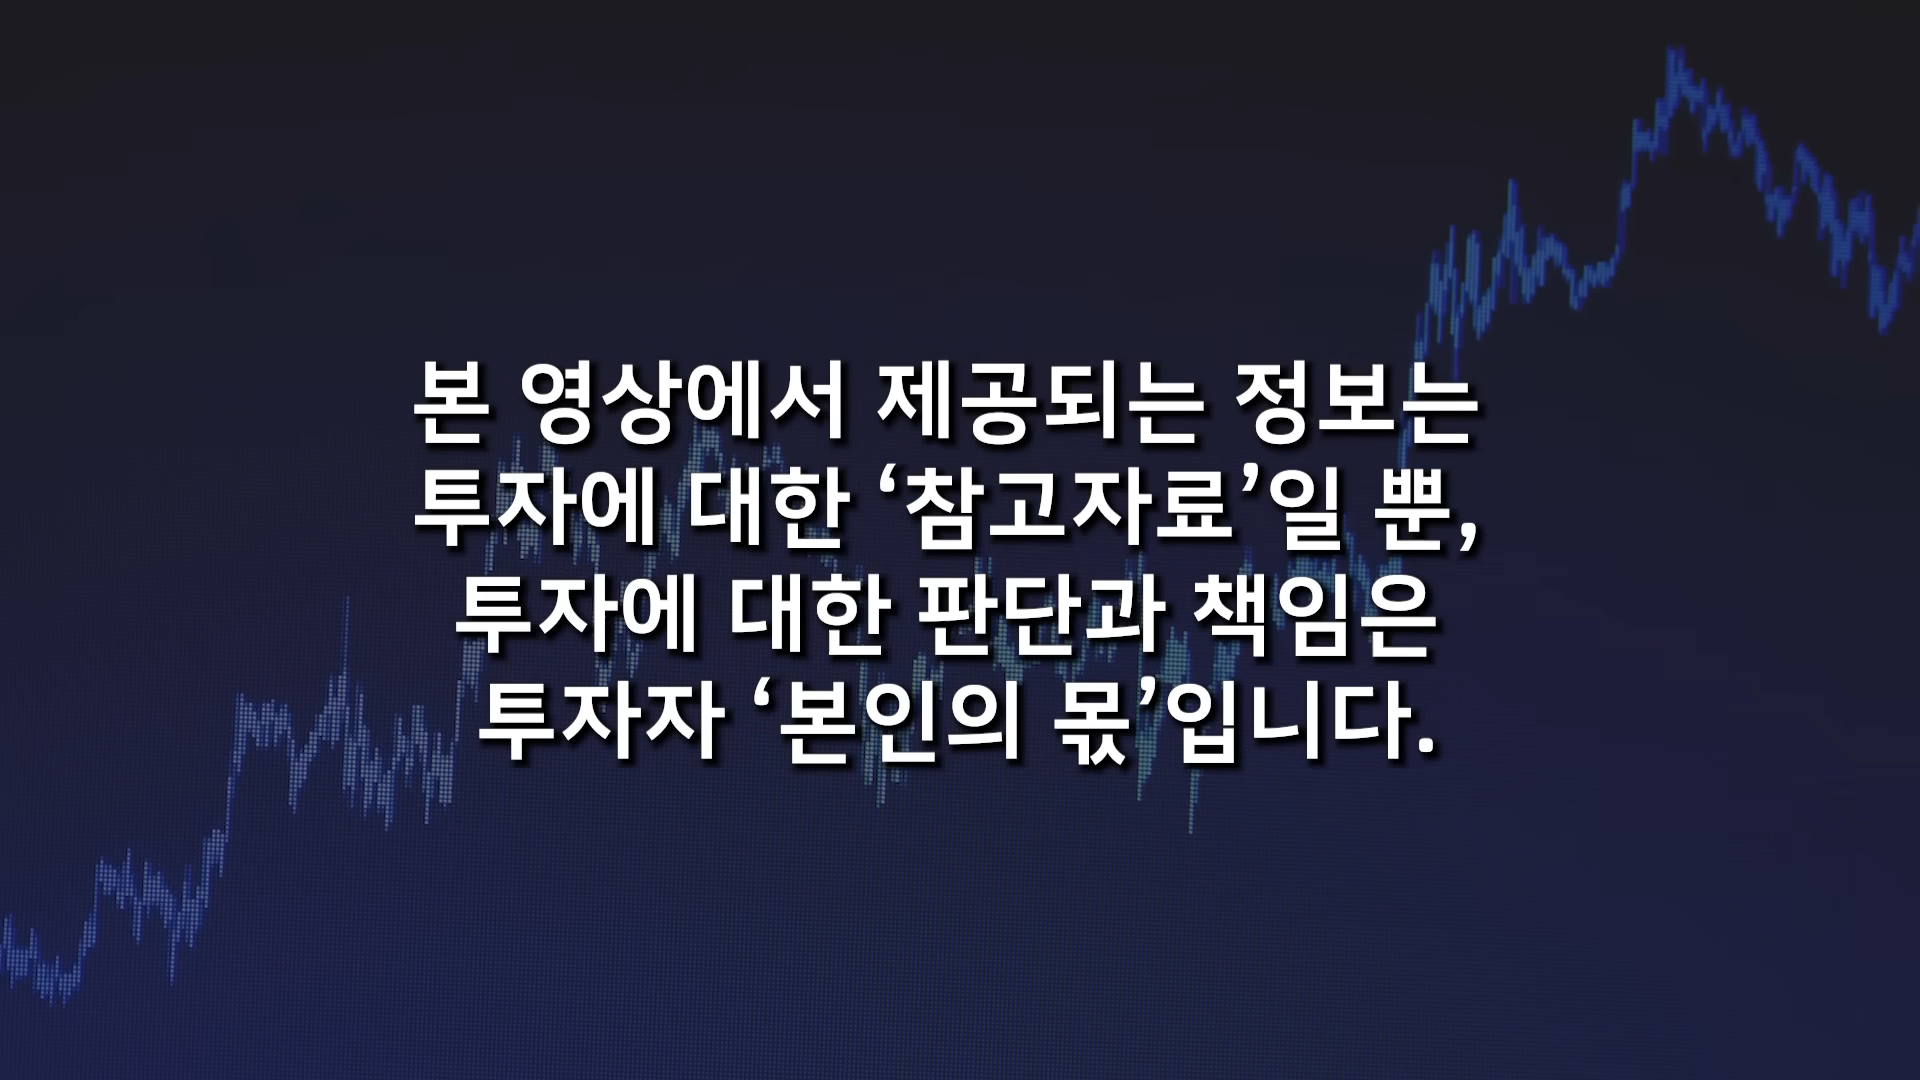 본 영상에서 제공되는 정보는
투자에 대한 ‘참고자료’일 뿐,
투자에 대한 판단과 책임은
투자자 ‘본인의 몫’입니다.